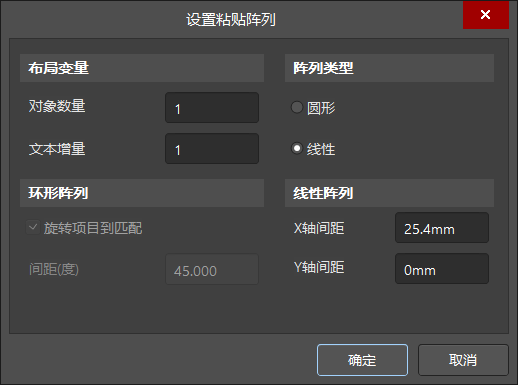 设置粘贴阵列
布局变量
对象数量 1
文本增量 1
阵列类型
圆形
线性
环形阵列
旋转项目到匹配
间距(度) 45.000
线性阵列
X轴间距 25.4mm
Y轴间距 0mm
确定 取消